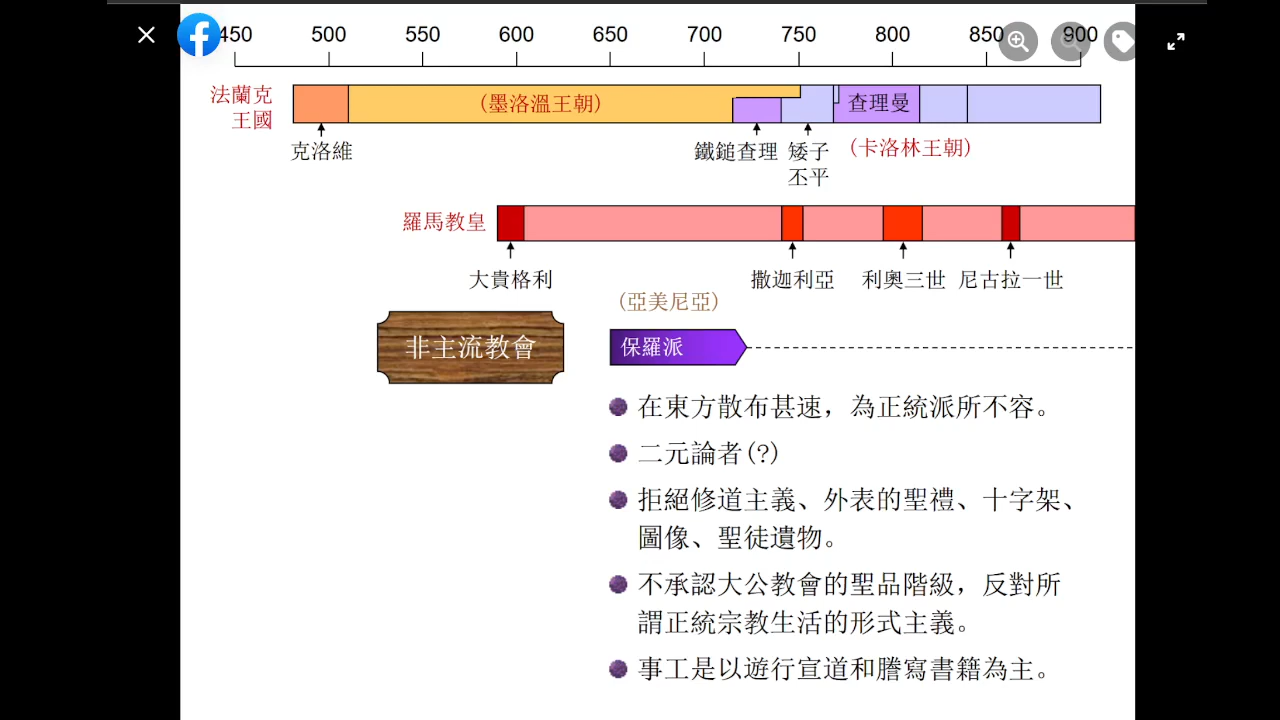 450 500 550 600 650 700 750 800 850 900
法蘭克
王國
(墨洛溫王朝)
查理曼
克洛維
鐵鎚查理
矮子
丕平
(卡洛林王朝)
羅馬教皇
大貴格利
撒迦利亞
利奧三世
尼古拉一世
(亞美尼亞)
非主流教會
保羅派
在東方散布甚速，為正統派所不容。
二元論者(?)
拒絕修道主義、外表的聖禮、十字架、
圖像、聖徒遺物。
不承認大公教會的聖品階級，反對所
謂正統宗教生活的形式主義。
事工是以遊行宣道和謄寫書籍為主。